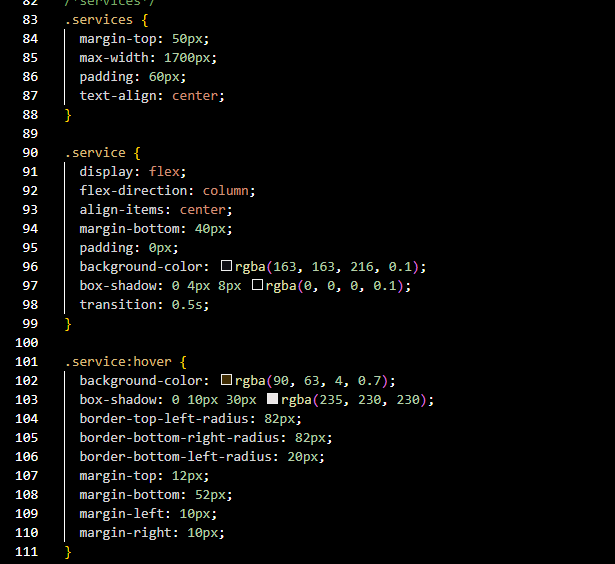 82 /*services*/
83 .services {
84 margin-top: 50px;
85 max-width: 1700px;
86 padding: 60px;
87 text-align: center;
88 }
89
90 .service {
91 display: flex;
92 flex-direction: column;
93 align-items: center;
94 margin-bottom: 40px;
95 padding: 0px;
96 background-color: rgba(163, 163, 216, 0.1);
97 box-shadow: 0 4px 8px rgba(0, 0, 0, 0.1);
98 transition: 0.5s;
99 }
100
101 .service:hover {
102 background-color: rgba(90, 63, 4, 0.7);
103 box-shadow: 0 10px 30px rgba(235, 230, 230);
104 border-top-left-radius: 82px;
105 border-bottom-right-radius: 82px;
106 border-bottom-left-radius: 20px;
107 margin-top: 12px;
108 margin-bottom: 52px;
109 margin-left: 10px;
110 margin-right: 10px;
111 }